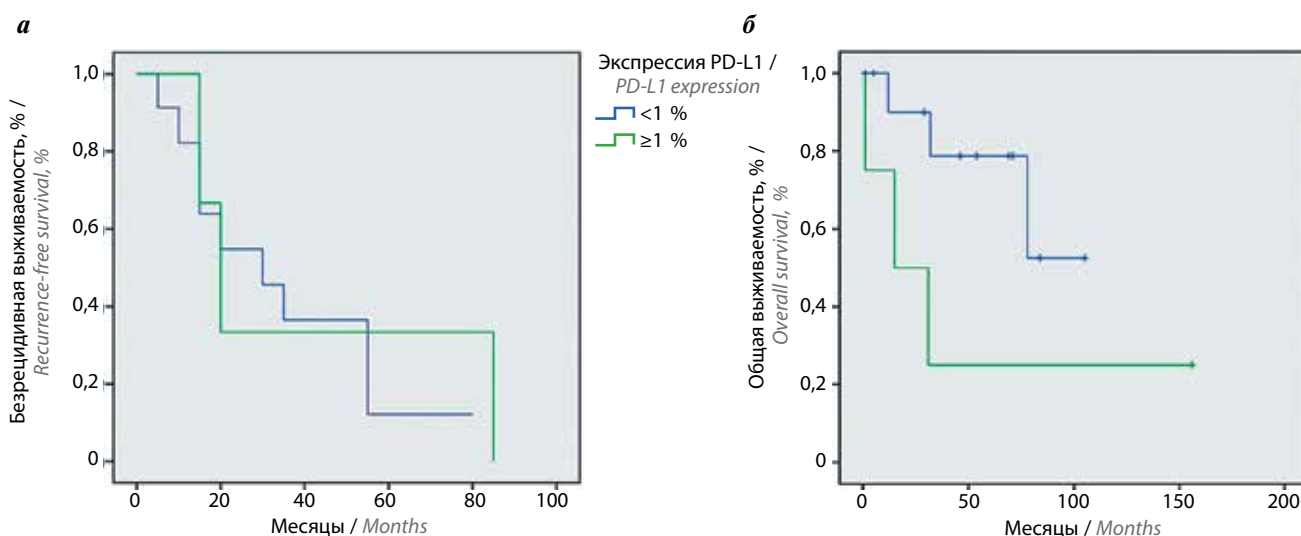 а
Безрецидивная выживаемость, % /
Recurrence-free survival, %
1,0
0,8
0,6
0,4
0,2
0
0 20 40 60 80 100
Месяцы / Months
Экспрессия PD-L1 /
PD-L1 expression
<1 %
≥1 %
б
Общая выживаемость, % /
Overall survival, %
1,0
0,8
0,6
0,4
0,2
0
0 50 100 150 200
Месяцы / Months